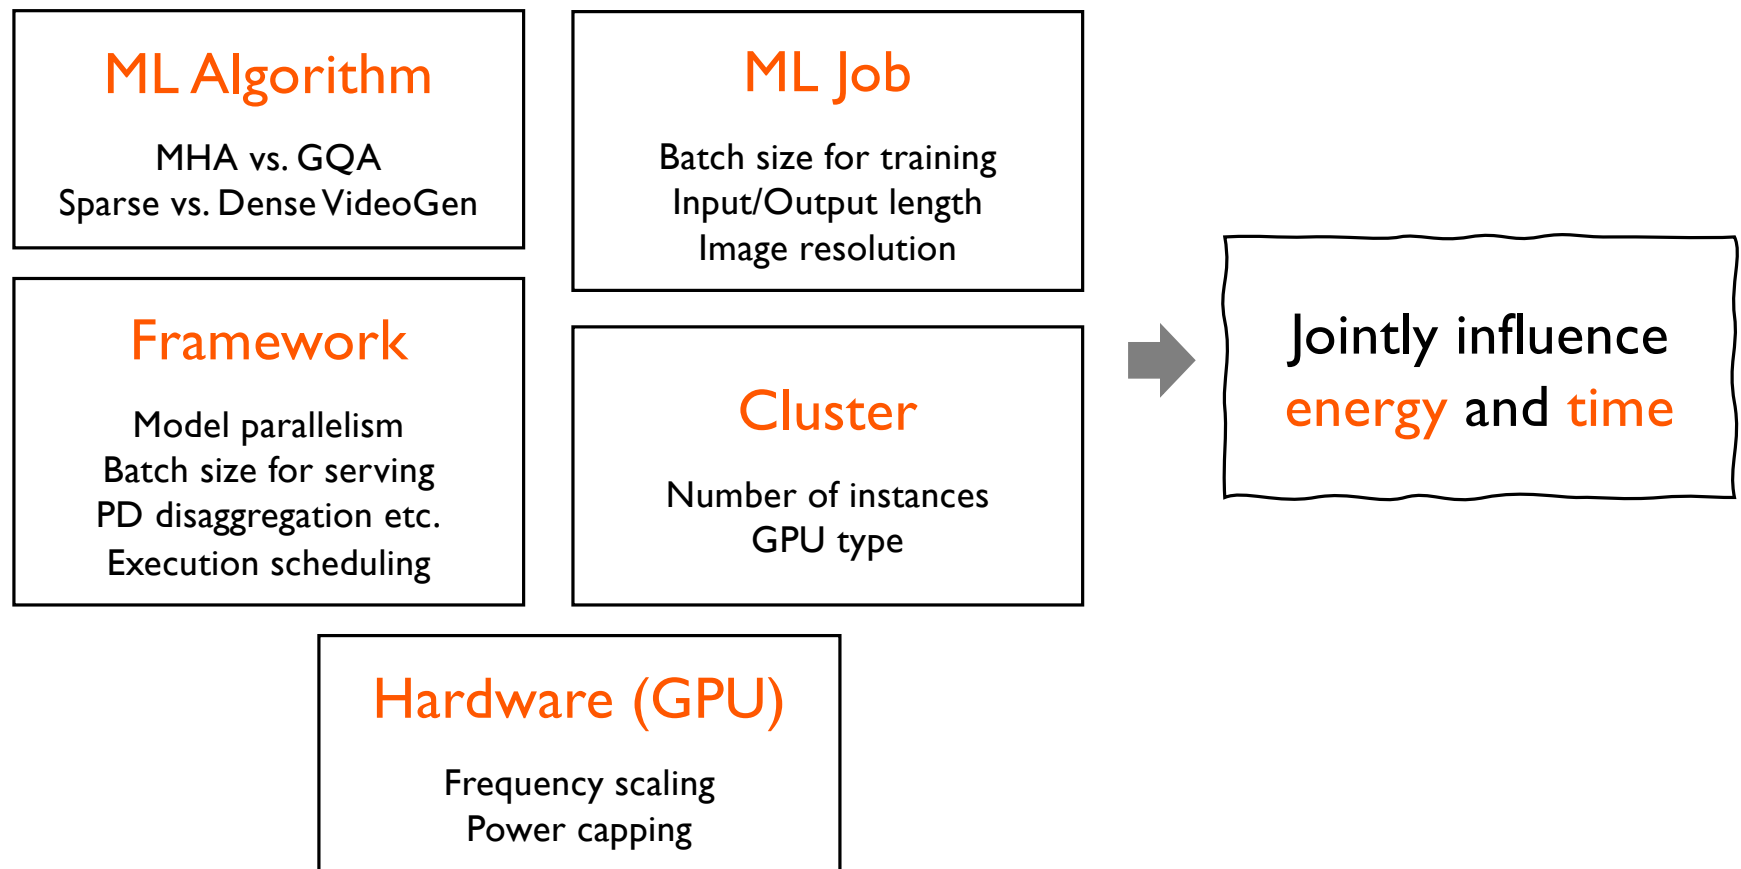 ML Algorithm
MHA vs. GQA
Sparse vs. Dense VideoGen
ML Job
Batch size for training
Input/Output length
Image resolution
Framework
Model parallelism
Batch size for serving
PD disaggregation etc.
Execution scheduling
Cluster
Number of instances
GPU type
Hardware (GPU)
Frequency scaling
Power capping
Jointly influence
energy and time